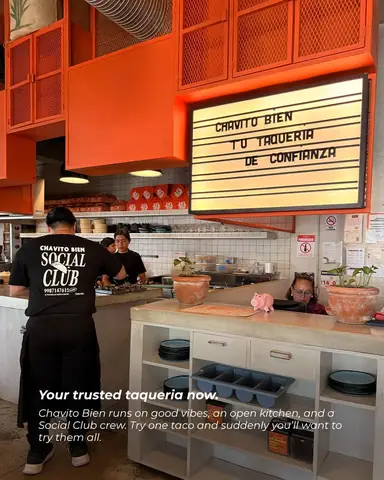 CHAVITO BIEN
TU TAQUERIA
DE CONFIANZA
CHAVITO BIEN
SOCIAL
CLUB
Your trusted taqueria now.
Chavito Bien runs on good vibes, an open kitchen, and a
Social Club crew. Try one taco and suddenly you'll want to
try them all.